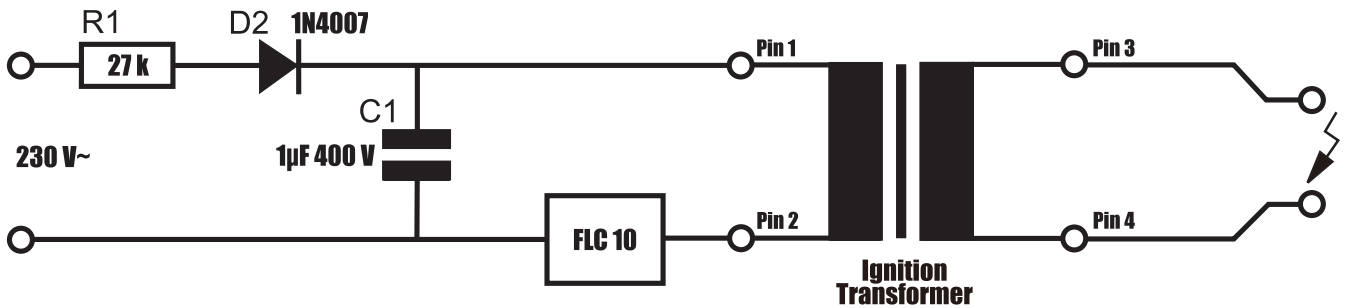 R1
27 k
D2
1N4007
C1
1µF 400 V
230 V~
FLC 10
Pin 1
Pin 2
Pin 3
Pin 4
Ignition
Transformer